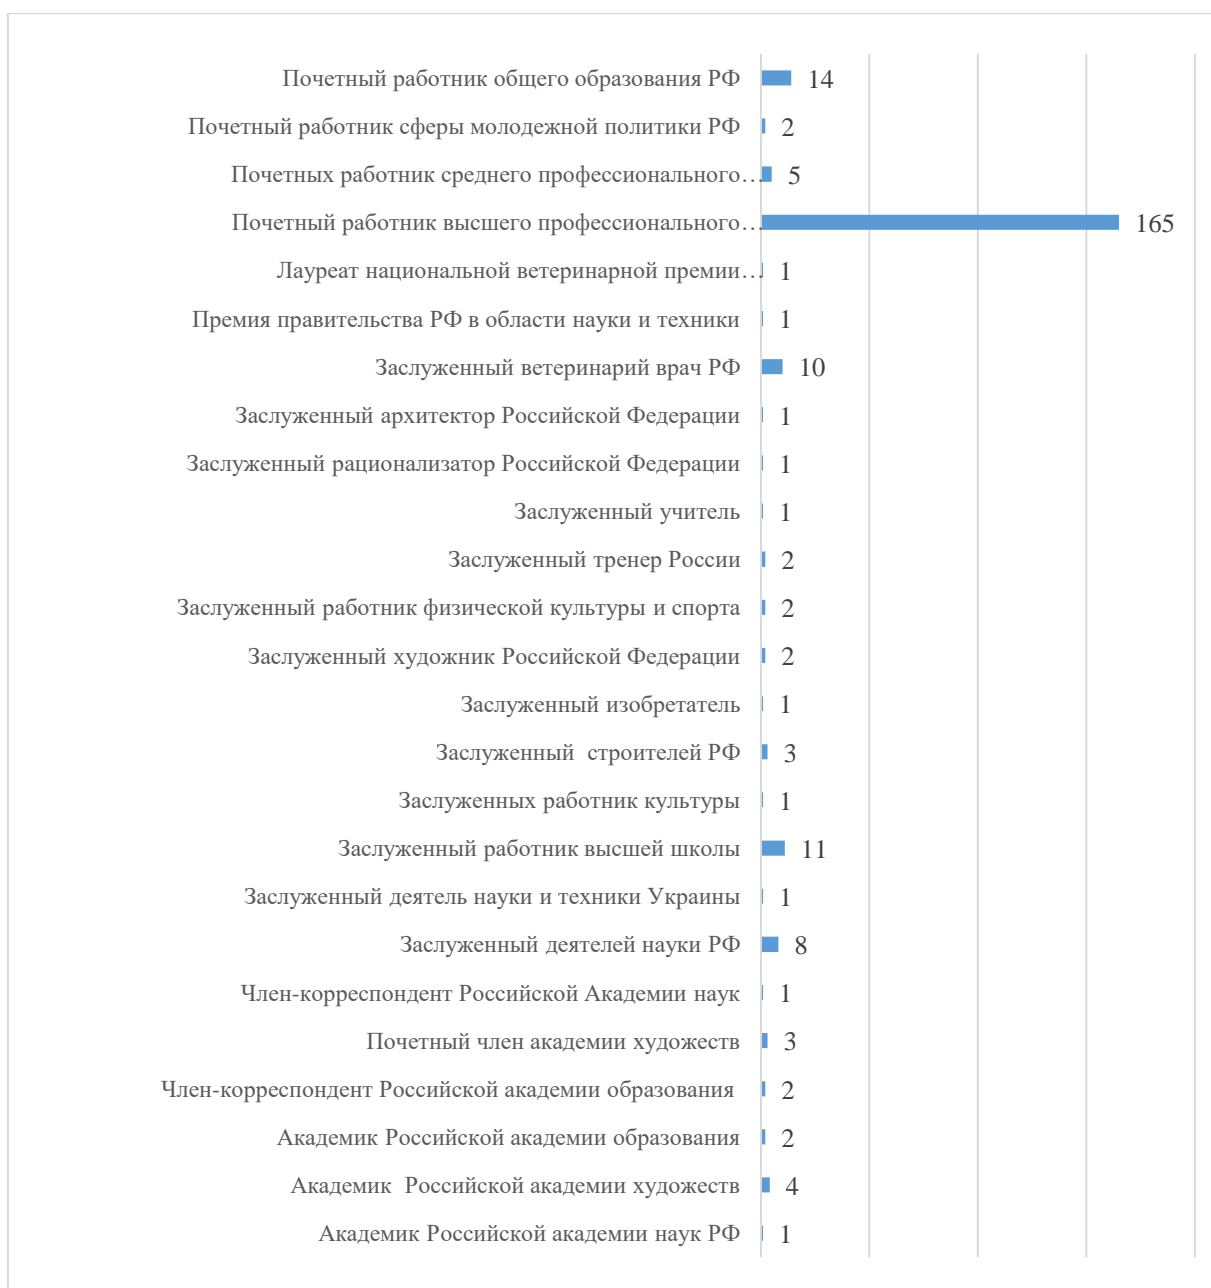 Почетный работник общего образования РФ 14
Почетный работник сферы молодежной политики РФ 2
Почетных работник среднего профессионального… 5
Почетный работник высшего профессионального… 165
Лауреат национальной ветеринарной премии… 1
Премия правительства РФ в области науки и техники 1
Заслуженный ветеринарий врач РФ 10
Заслуженный архитектор Российской Федерации 1
Заслуженный рационализатор Российской Федерации 1
Заслуженный учитель 1
Заслуженный тренер России 2
Заслуженный работник физической культуры и спорта 2
Заслуженный художник Российской Федерации 2
Заслуженный изобретатель 1
Заслуженный  строителей РФ 3
Заслуженных работник культуры 1
Заслуженный работник высшей школы 11
Заслуженный деятель науки и техники Украины 1
Заслуженный деятелей науки РФ 8
Член-корреспондент Российской Академии наук 1
Почетный член академии художеств 3
Член-корреспондент Российской академии образования 2
Академик Российской академии образования 2
Академик  Российской академии художеств 4
Академик Российской академии наук РФ 1